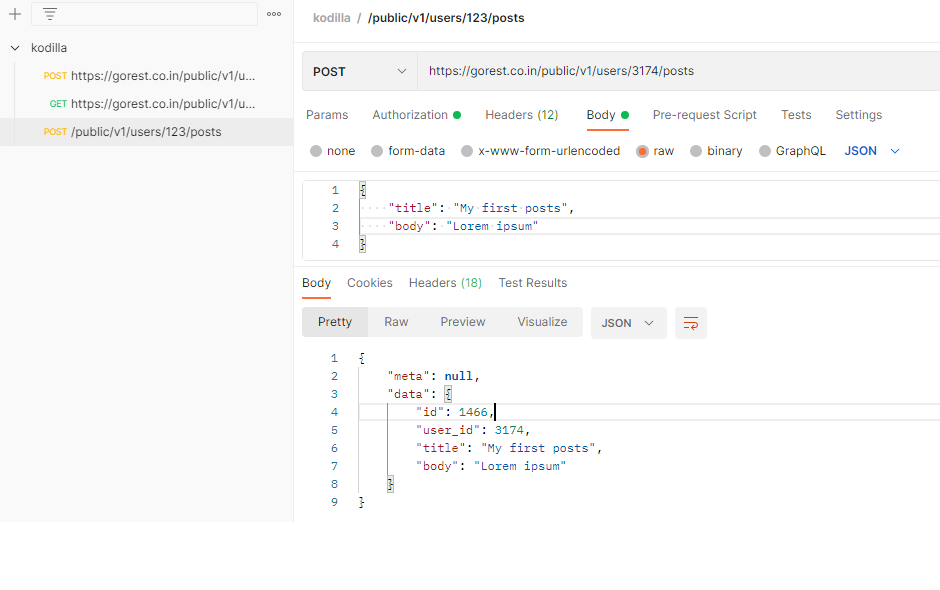 kodilla / /public/v1/users/123/posts
kodilla
POST https://gorest.co.in/public/v1/u...
GET https://gorest.co.in/public/v1/u...
POST /public/v1/users/123/posts
POST https://gorest.co.in/public/v1/users/3174/posts
Params Authorization Headers (12) Body Pre-request Script Tests Settings
none form-data x-www-form-urlencoded raw binary GraphQL JSON
1 {
2 "title": "My first posts",
3 "body": "Lorem ipsum"
4 }
Body Cookies Headers (18) Test Results
Pretty Raw Preview Visualize JSON
1 {
2 "meta": null,
3 "data": {
4 "id": 1466,
5 "user_id": 3174,
6 "title": "My first posts",
7 "body": "Lorem ipsum"
8 }
9 }